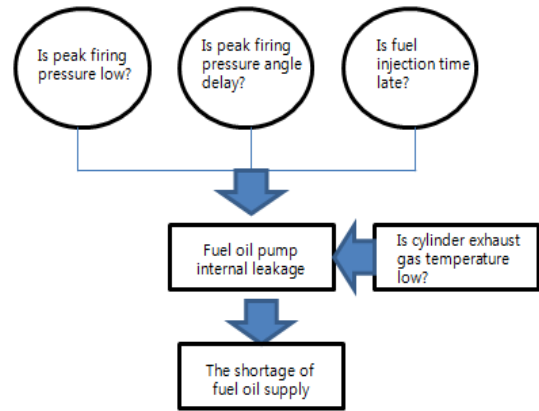 Is peak firing
pressure low?
Is peak firing
pressure angle
delay?
Is fuel
injection time
late?
Fuel oil pump
internal leakage
Is cylinder exhaust
gas temperature
low?
The shortage of
fuel oil supply